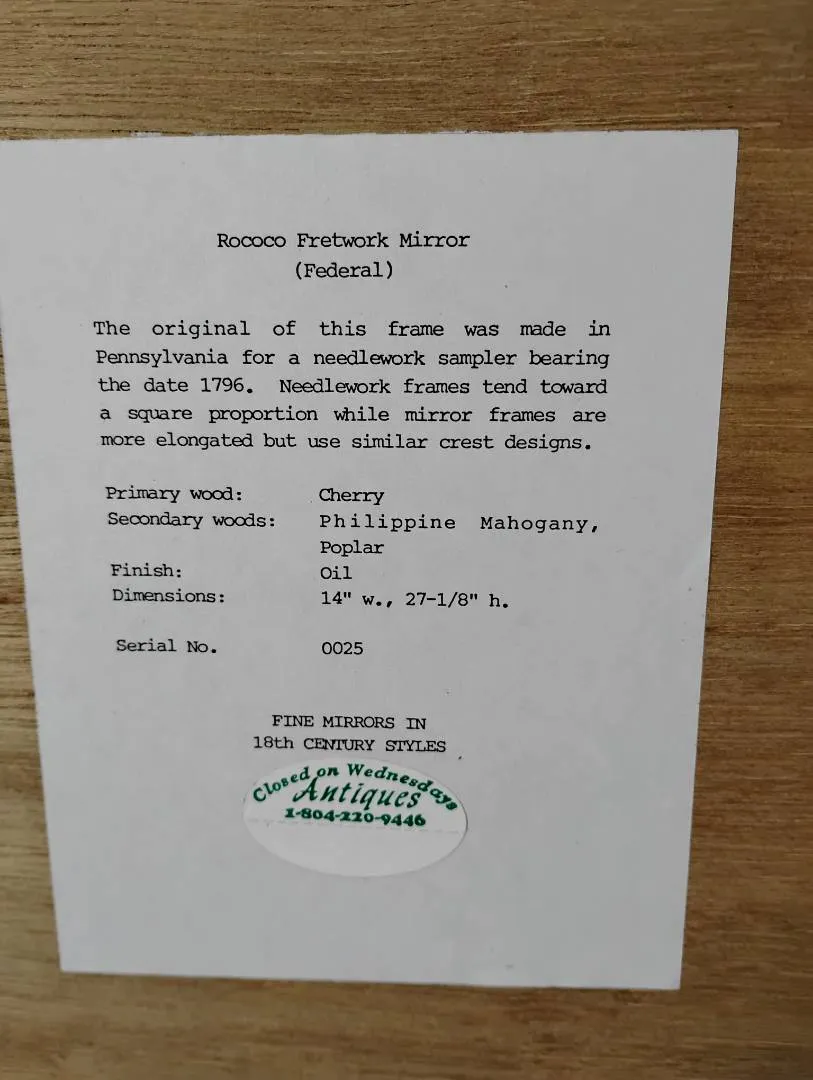 Rococo Fretwork Mirror
(Federal)
The original of this frame was made in
Pennsylvania for a needlework sampler bearing
the date 1796. Needlework frames tend toward
a square proportion while mirror frames are
more elongated but use similar crest designs.
Primary wood: Cherry
Secondary woods: Philippine Mahogany,
Poplar
Finish: Oil
Dimensions: 14" w., 27-1/8" h.
Serial No. 0025
FINE MIRRORS IN
18th CENTURY STYLES
Closed on Wednesdays
Antiques
1-804-220-9446